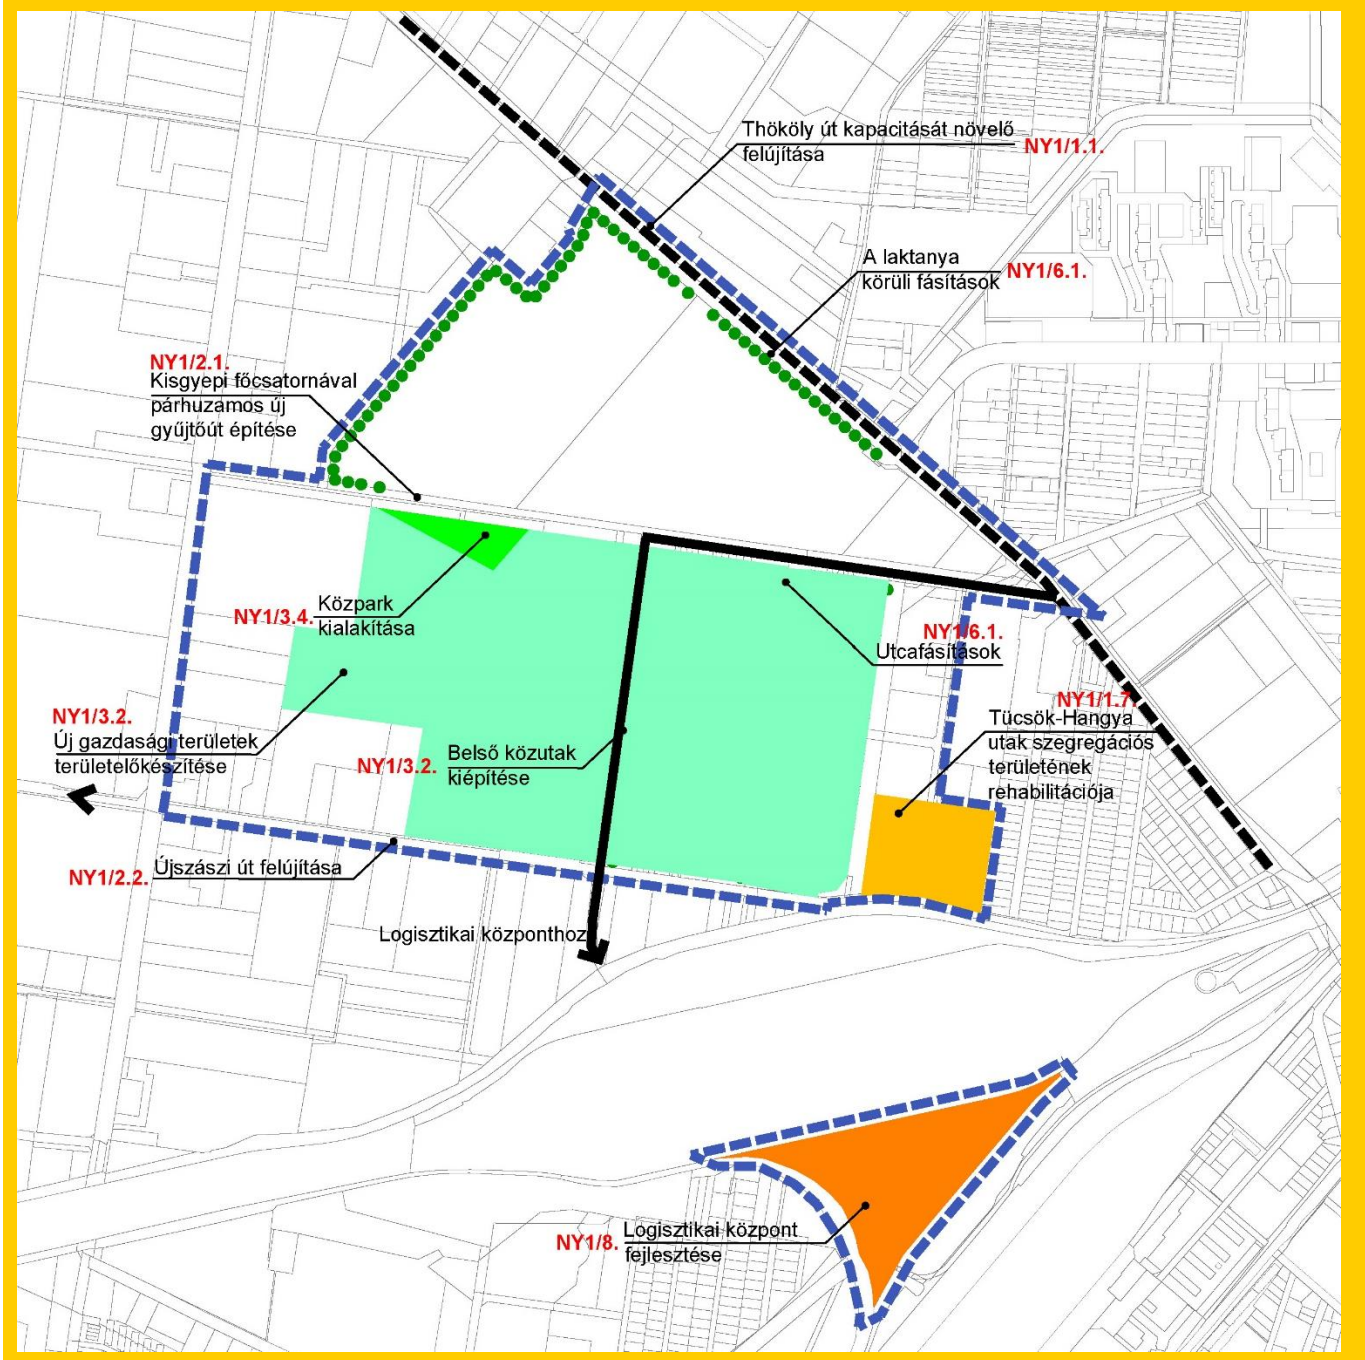 Thököly út kapacitását növelő
felújítása
NY1/1.1.
A laktanya
körüli fásítások
NY1/6.1.
NY1/2.1.
Kisgyepi főcsatornával
párhuzamos új
gyűjtőút építése
NY1/3.4.
Közpark
kialakítása
NY1/6.1.
Utcafásítások
NY1/1.7.
Tücsök-Hangya
utak szegregációs
területének
rehabilitációja
NY1/3.2.
Új gazdasági területek
területelőkészítése
NY1/3.2.
Belső közutak
kiépítése
NY1/2.2.
Újszászi út felújítása
Logisztikai központhoz
NY1/8.
Logisztikai központ
fejlesztése